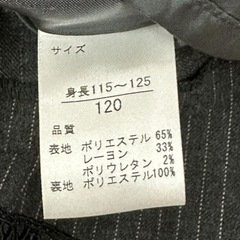 サイズ
身長115～125
120
品質
表地 ポリエステル 65%
レーヨン 33%
ポリウレタン 2%
裏地 ポリエステル100%